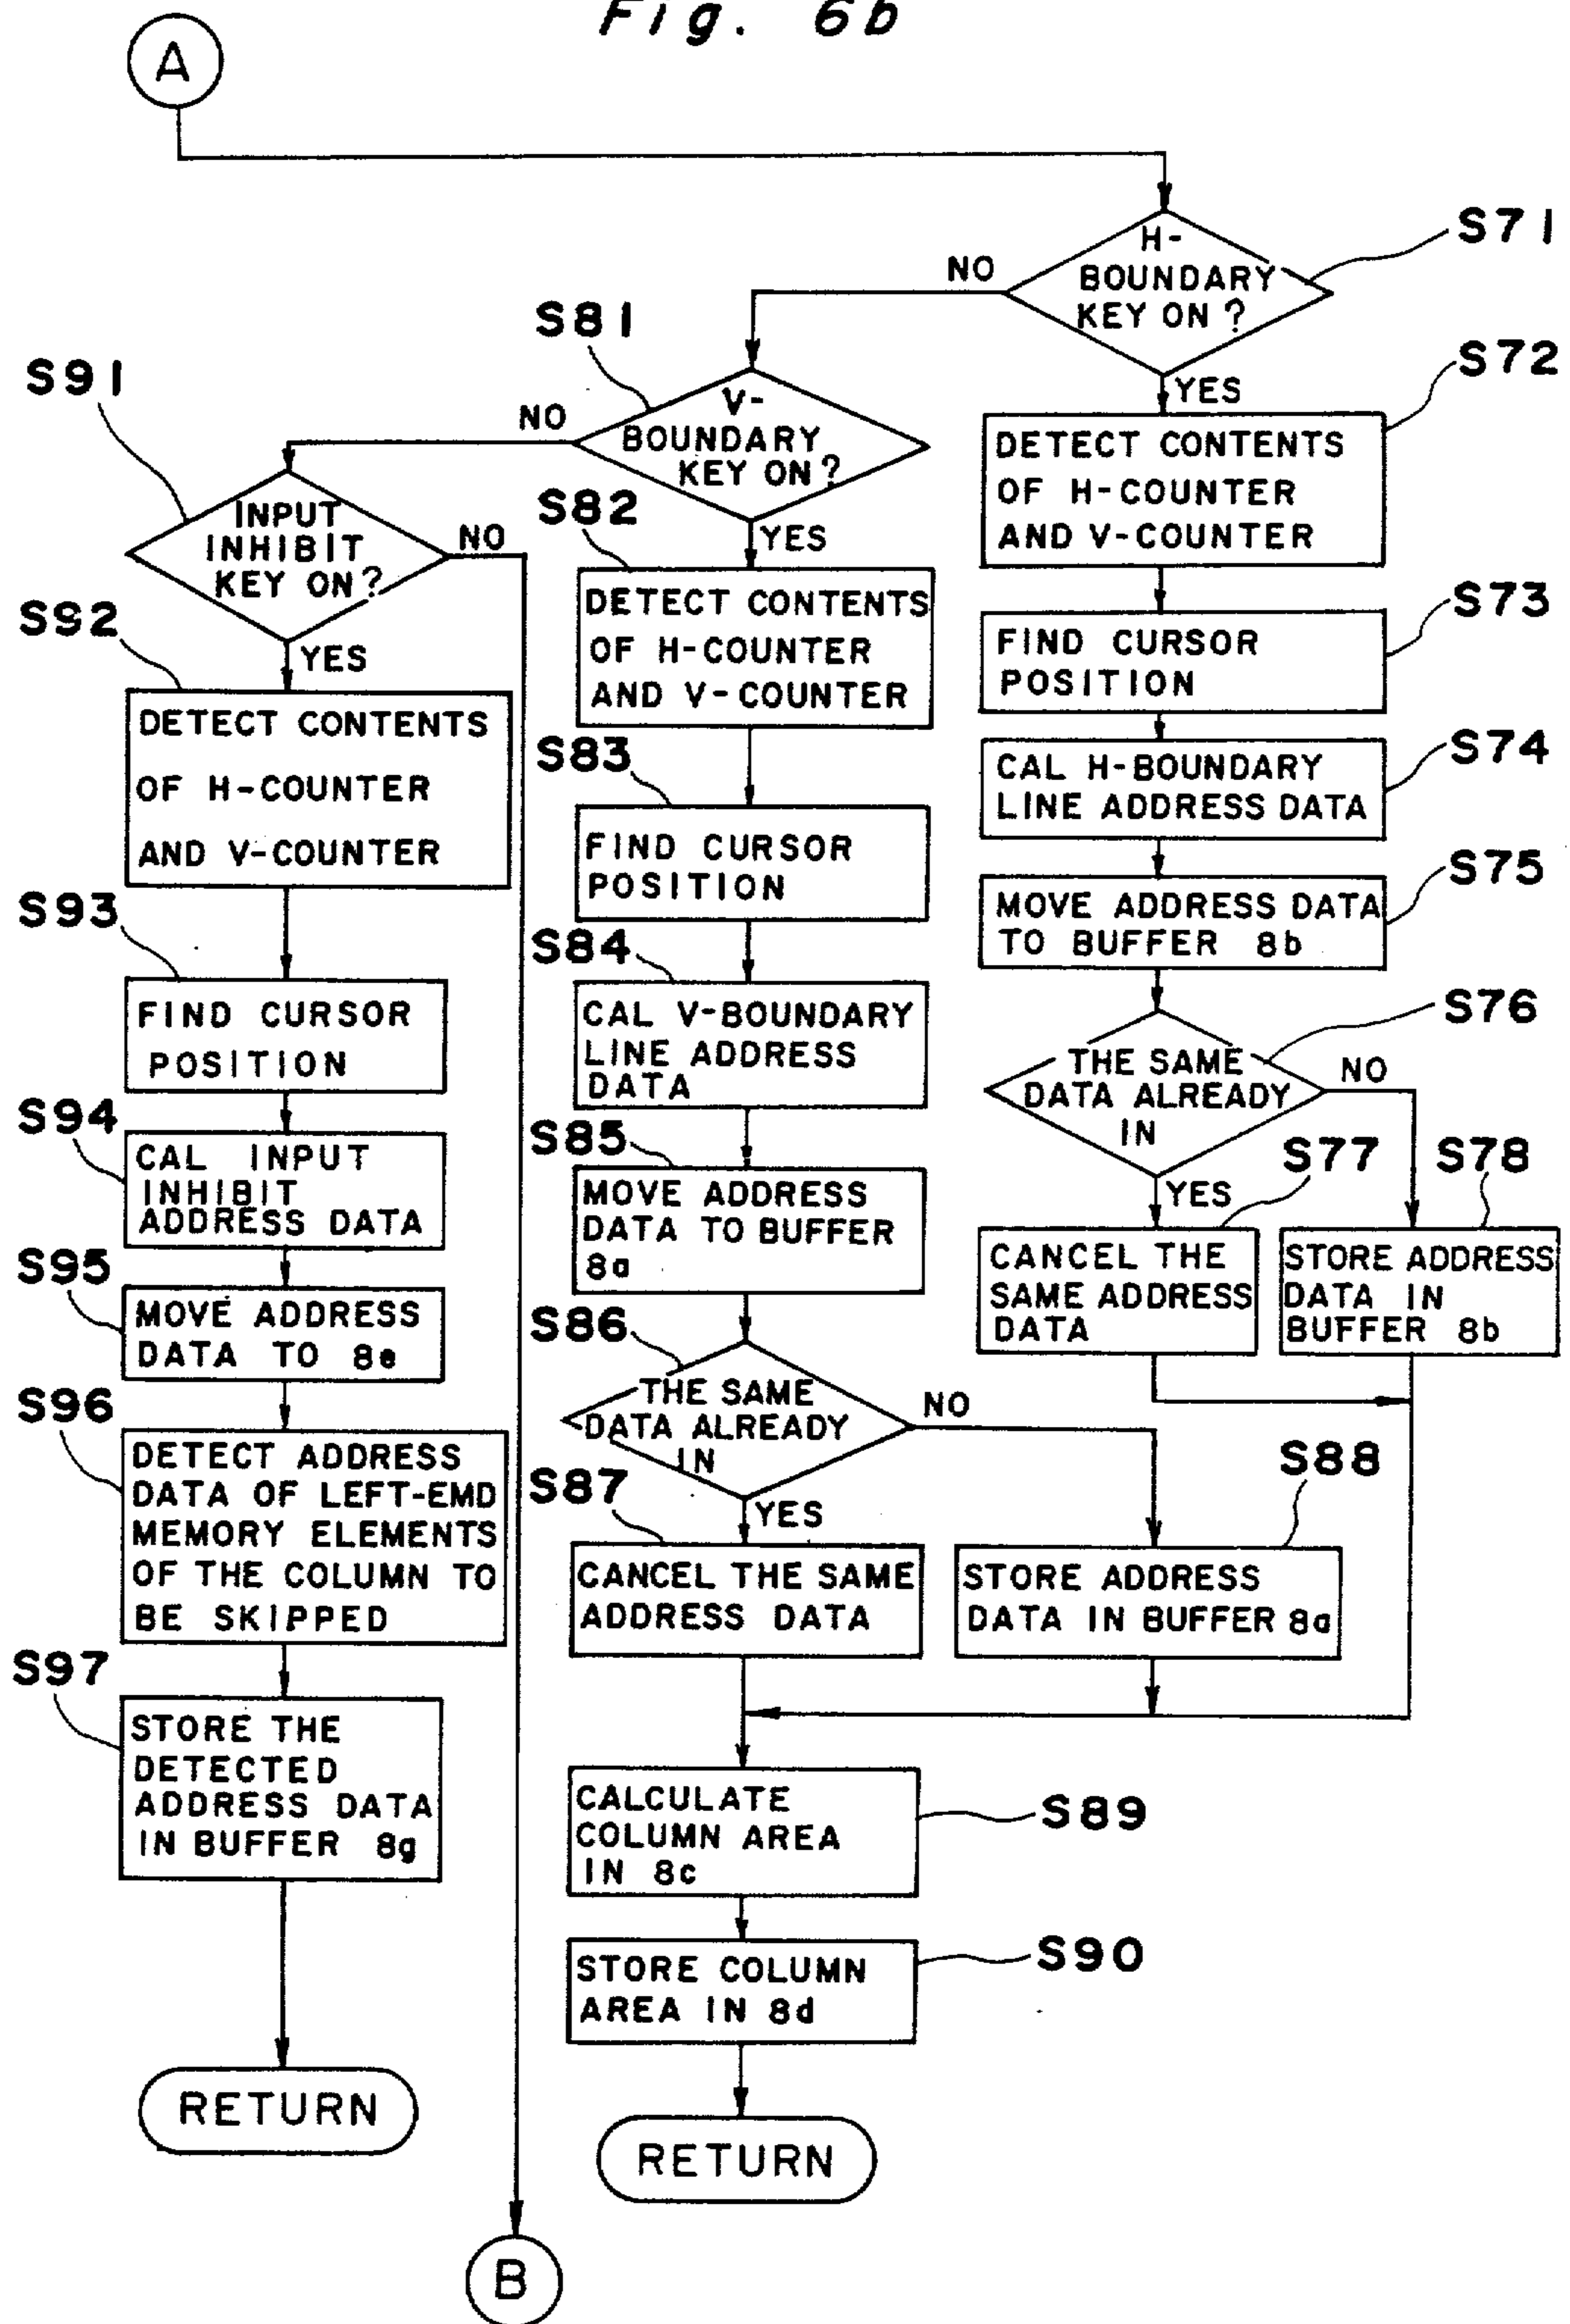 Fig. 6b
A
H-
BOUNDARY
KEY ON?
S71
NO
YES
S72
DETECT CONTENTS
OF H-COUNTER
AND V-COUNTER
S73
FIND CURSOR
POSITION
S74
CAL H-BOUNDARY
LINE ADDRESS DATA
S75
MOVE ADDRESS DATA
TO BUFFER 8b
S76
THE SAME
DATA ALREADY
IN
NO
YES
S77
CANCEL THE
SAME ADDRESS
DATA
S78
STORE ADDRESS
DATA IN
BUFFER 8b
S81
V-
BOUNDARY
KEY ON?
NO
YES
S82
DETECT CONTENTS
OF H-COUNTER
AND V-COUNTER
S83
FIND CURSOR
POSITION
S84
CAL V-BOUNDARY
LINE ADDRESS
DATA
S85
MOVE ADDRESS
DATA TO BUFFER
8a
S86
THE SAME
DATA ALREADY
IN
NO
YES
S87
CANCEL THE SAME
ADDRESS DATA
S88
STORE ADDRESS
DATA IN BUFFER 8a
S89
CALCULATE
COLUMN AREA
IN 8c
S90
STORE COLUMN
AREA IN 8d
RETURN
S91
INPUT
INHIBIT
KEY ON?
NO
YES
S92
DETECT CONTENTS
OF H-COUNTER
AND V-COUNTER
S93
FIND CURSOR
POSITION
S94
CAL INPUT
INHIBIT
ADDRESS DATA
S95
MOVE ADDRESS
DATA TO 8e
S96
DETECT ADDRESS
DATA OF LEFT-EMD
MEMORY ELEMENTS
OF THE COLUMN TO
BE SKIPPED
S97
STORE THE
DETECTED
ADDRESS DATA
IN BUFFER 8g
RETURN
B